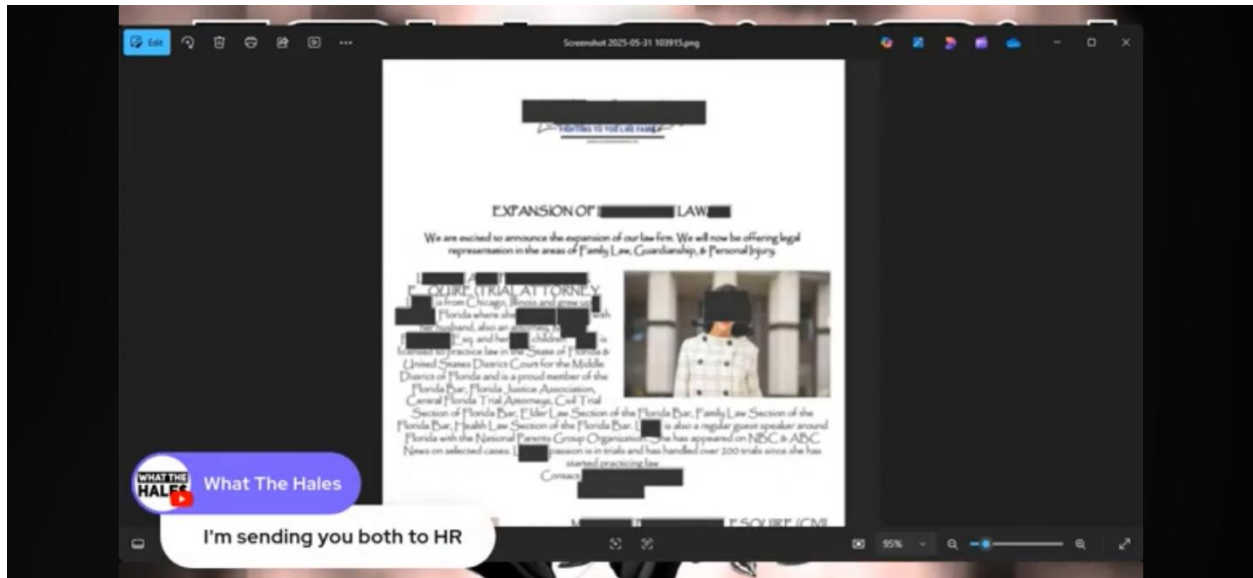 Edit
Screenshot 2025-05-31 103915.png
FIGHTING TO YOU LIKE FAMILY
EXPANSION OF LAW
We are excited to announce the expansion of our law firm. We will now be offering legal
representation in the areas of Family Law, Guardianship, & Personal Injury.
QUIRE (TRIAL ATTORNEY
is from Chicago, Illinois and grew up
Florida where she with
her husband, also an attorney,
Esq. and her children is
licensed to practice law in the State of Florida &
United States District Court for the Middle
District of Florida and is a proud member of the
Florida Bar, Florida Justice Association,
Central Florida Trial Attorneys, Civil Trial
Section of Florida Bar, Elder Law Section of the Florida Bar, Family Law Section of the
Florida Bar, Health Law Section of the Florida Bar. is also a regular guest speaker around
Florida with the National Parents Group Organization. She has appeared on NBC & ABC
News on selected cases. passion is in trials and has handled over 200 trials since she has
started practicing law
Contact
ESQUIRE (CIVIL
WHAT THE
HALES
What The Hales
I'm sending you both to HR
95%